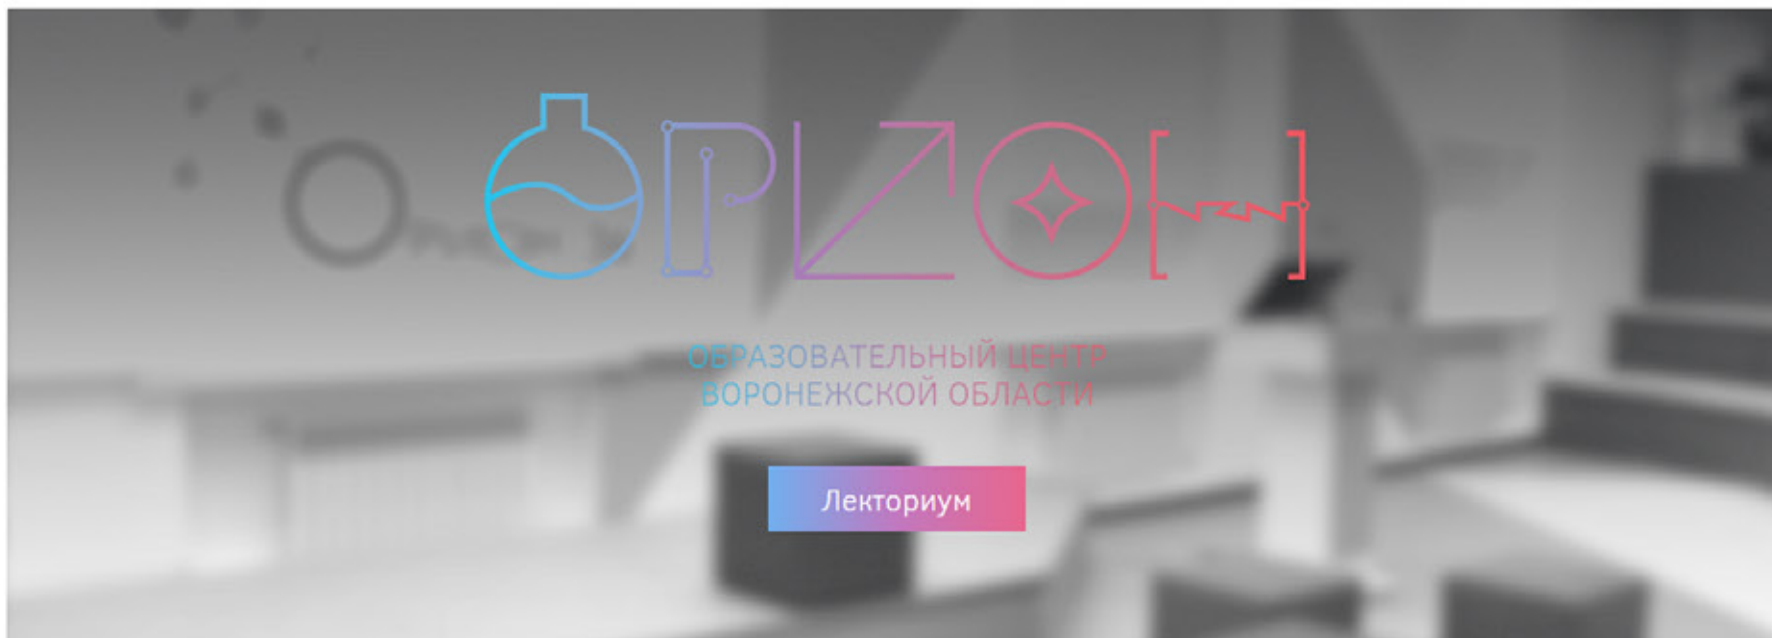 ОРИОН
ОБРАЗОВАТЕЛЬНЫЙ ЦЕНТР
ВОРОНЕЖСКОЙ ОБЛАСТИ
Лекториум